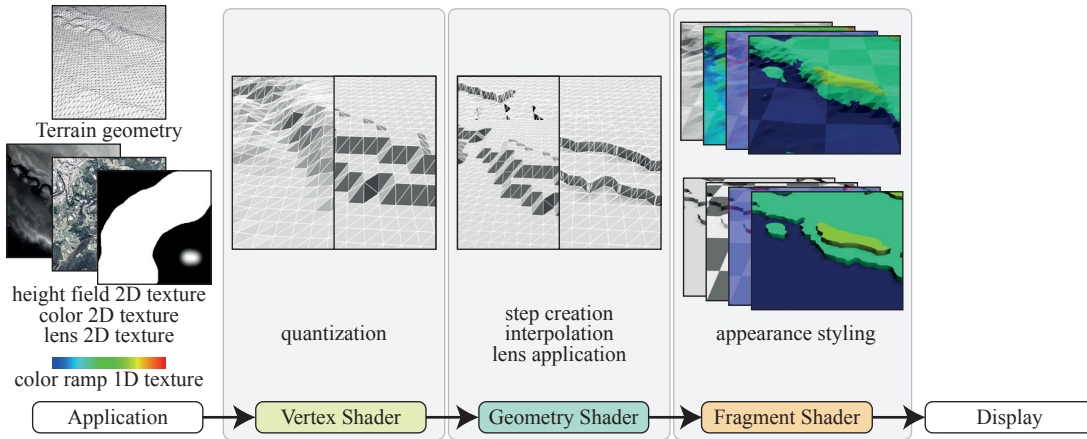 Terrain geometry
height field 2D texture
color 2D texture
lens 2D texture
color ramp 1D texture
quantization
step creation
interpolation
lens application
appearance styling
Application
Vertex Shader
Geometry Shader
Fragment Shader
Display